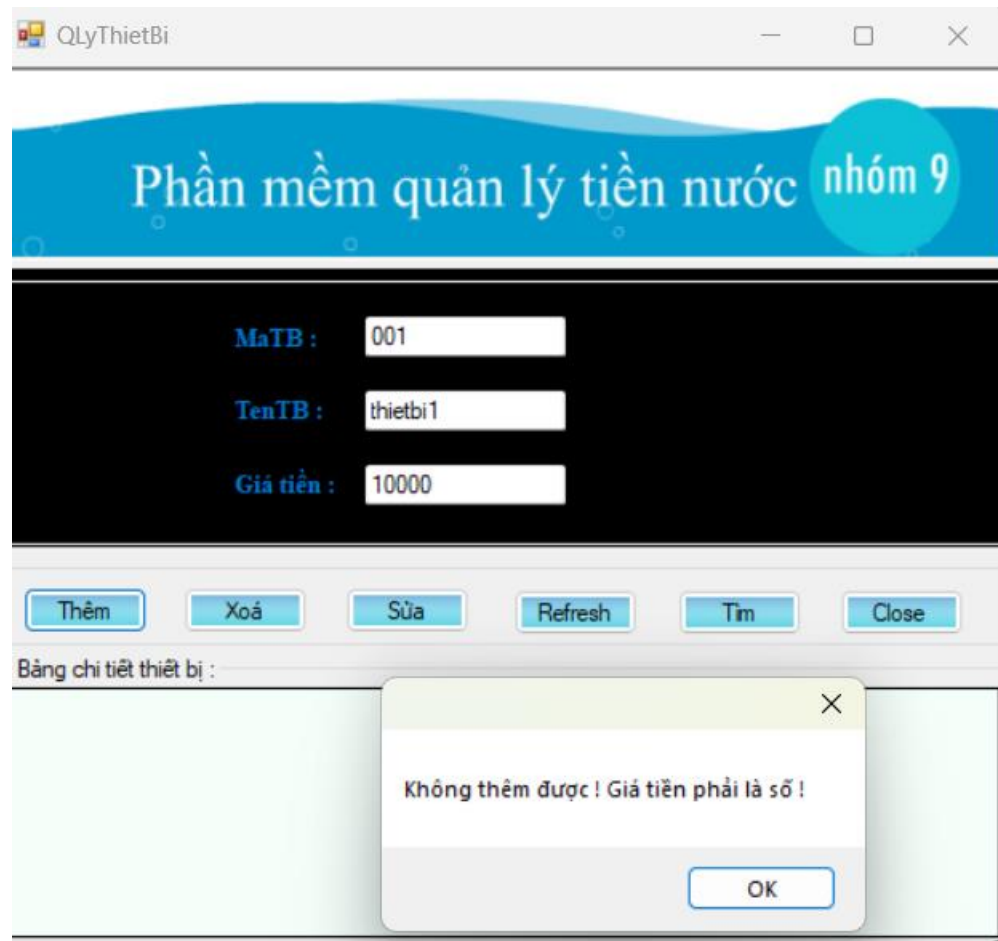 QLyThietBi
Phần mềm quản lý tiền nước nhóm 9
MaTB : 001
TenTB : thietbi1
Giá tiền : 10000
Thêm Xoá Sửa Refresh Tìm Close
Bảng chi tiết thiết bị :
Không thêm được ! Giá tiền phải là số !
OK